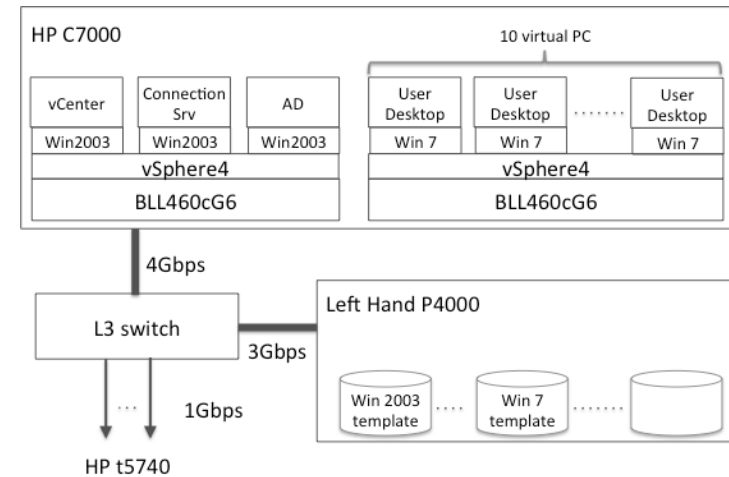 HP C7000
10 virtual PC
vCenter
Connection
Srv
AD
User
Desktop
User
Desktop
.......
User
Desktop
Win2003
Win2003
Win2003
Win 7
Win 7
Win 7
vSphere4
vSphere4
BLL460cG6
BLL460cG6
4Gbps
L3 switch
3Gbps
Left Hand P4000
Win 2003
template
....
Win 7
template
.......
...
1Gbps
HP t5740